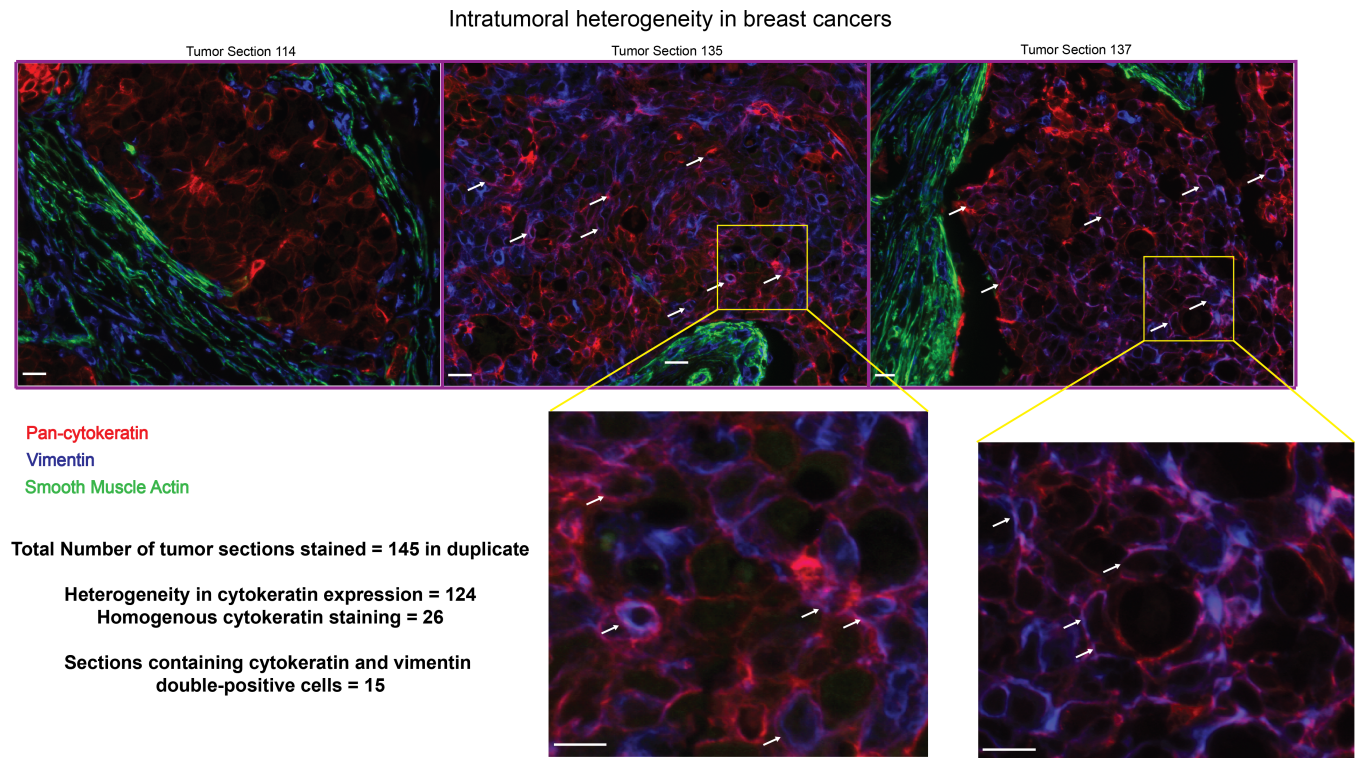 Intratumoral heterogeneity in breast cancers
Tumor Section 114
Tumor Section 135
Tumor Section 137
Pan-cytokeratin
Vimentin
Smooth Muscle Actin
Total Number of tumor sections stained = 145 in duplicate
Heterogeneity in cytokeratin expression = 124
Homogenous cytokeratin staining = 26
Sections containing cytokeratin and vimentin
double-positive cells = 15